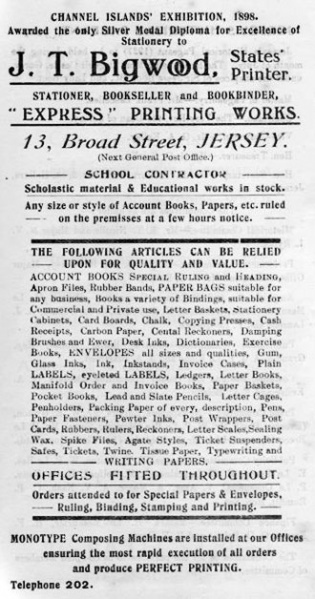 CHANNEL ISLANDS' EXHIBITION, 1898.
Awarded the only Silver Medal Diploma for Excellence of
Stationery to
J. T. Bigwood, States'
Printer.
STATIONER, BOOKSELLER and BOOKBINDER,
"EXPRESS" PRINTING WORKS.
13, Broad Street, JERSEY.
(Next General Post Office.)
SCHOOL CONTRACTOR
Scholastic material & Educational works in stock.
Any size or style of Account Books, Papers, etc. ruled
on the premisses at a few hours notice.
THE FOLLOWING ARTICLES CAN BE RELIED
UPON FOR QUALITY AND VALUE.
ACCOUNT BOOKS SPECIAL RULING and HEADING,
Apron Files, Rubber Bands, PAPER BAGS suitable for
any business, Books a variety of Bindings, suitable for
Commercial and Private use, Letter Baskets, Stationery
Cabinets, Card Boards, Chalk, Copying Presses, Cash
Receipts, Carbon Paper, Cental Reckoners, Damping
Brushes and Ewer, Desk Inks, Dictionaries, Exercise
Books, ENVELOPES all sizes and qualities, Gum,
Glass Inks, Ink, Inkstands, Invoice Cases, Plain
LABELS, eyeleted LABELS, Ledgers, Letter Books,
Manifold Order and Invoice Books, Paper Baskets,
Pocket Books, Lead and Slate Pencils, Letter Cages,
Penholders, Packing Paper of every, description, Pens,
Paper Fasteners, Pewter Inks, Post Wrappers, Post
Cards, Rubbers, Rulers, Reckoners, Letter Scales, Sealing
Wax, Spike Files, Agate Styles, Ticket Suspenders,
Safes, Tickets, Twine, Tissue Paper, Typewriting and
WRITING PAPERS.
OFFICES FITTED THROUGHOUT.
Orders attended to for Special Papers & Envelopes,
Ruling, Binding, Stamping and Printing.
MONOTYPE Composing Machines are installed at our Offices
ensuring the most rapid execution of all orders
and produce PERFECT PRINTING.
Telephone 202.